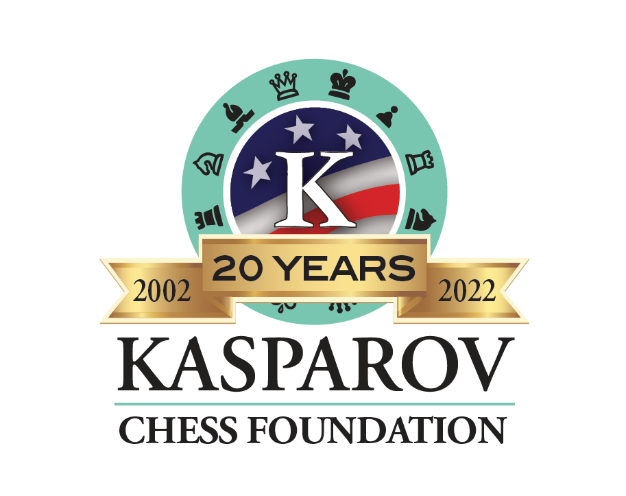 K
20 YEARS
2002 2022
KASPAROV
CHESS FOUNDATION